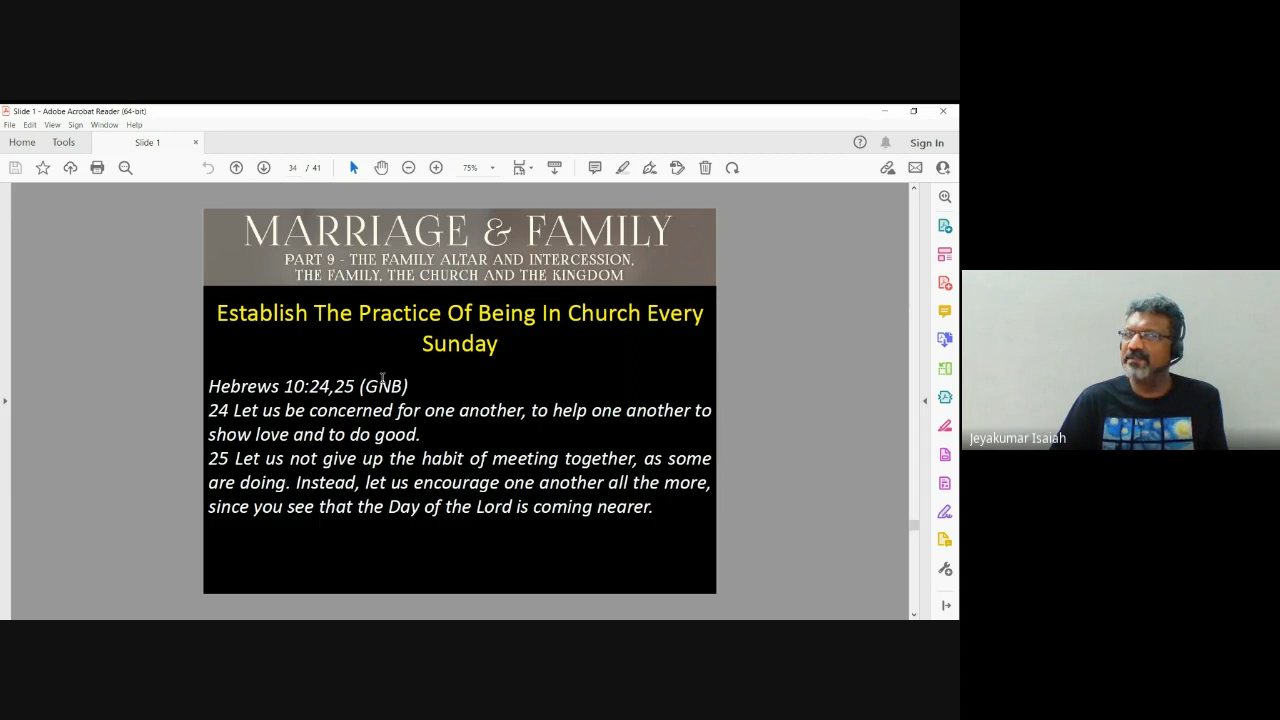 Slide 1 - Adobe Acrobat Reader (64-bit)
File Edit View Sign Window Help
Home Tools Slide 1 × Sign In
34 / 41 75%
MARRIAGE & FAMILY
PART 9 - THE FAMILY ALTAR AND INTERCESSION,
THE FAMILY, THE CHURCH AND THE KINGDOM
Establish The Practice Of Being In Church Every
Sunday
Hebrews 10:24,25 (GNB)
24 Let us be concerned for one another, to help one another to
show love and to do good.
25 Let us not give up the habit of meeting together, as some
are doing. Instead, let us encourage one another all the more,
since you see that the Day of the Lord is coming nearer.
Jeyakumar Isaiah